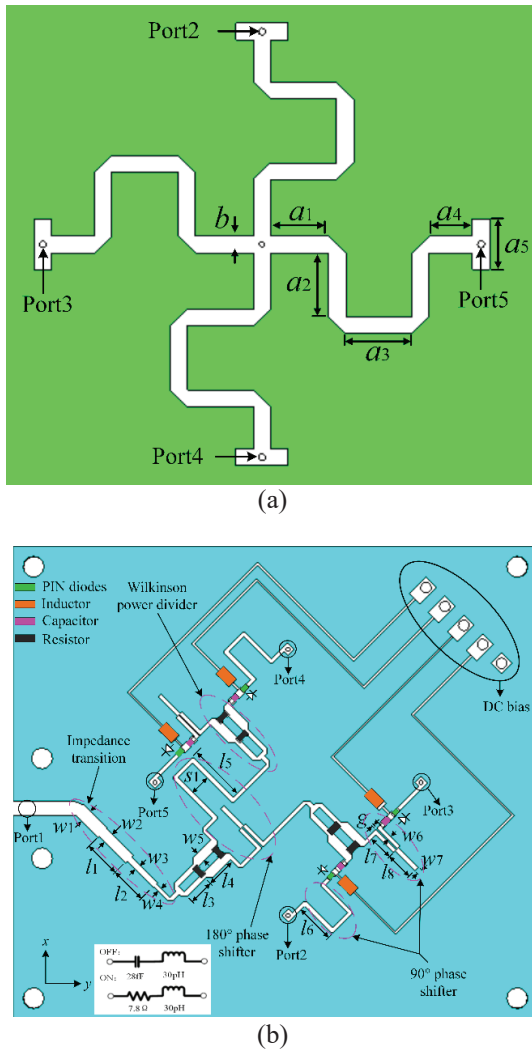 Port2
b
a1
a4
a5
a2
Port3
Port5
a3
Port4
(a)
PIN diodes
Inductor
Capacitor
Resistor
Wilkinson
power divider
Port4
DC bias
Impedance
transition
l5
s1
Port5
Port3
Port1
w1
w2
g
w6
w5
l7
l8
w7
l1
w3
l2
w4
l3
l4
180° phase
shifter
l6
Port2
90° phase
shifter
OFF:
28fF
30pH
ON:
7.8 Ω
30pH
x
y
(b)